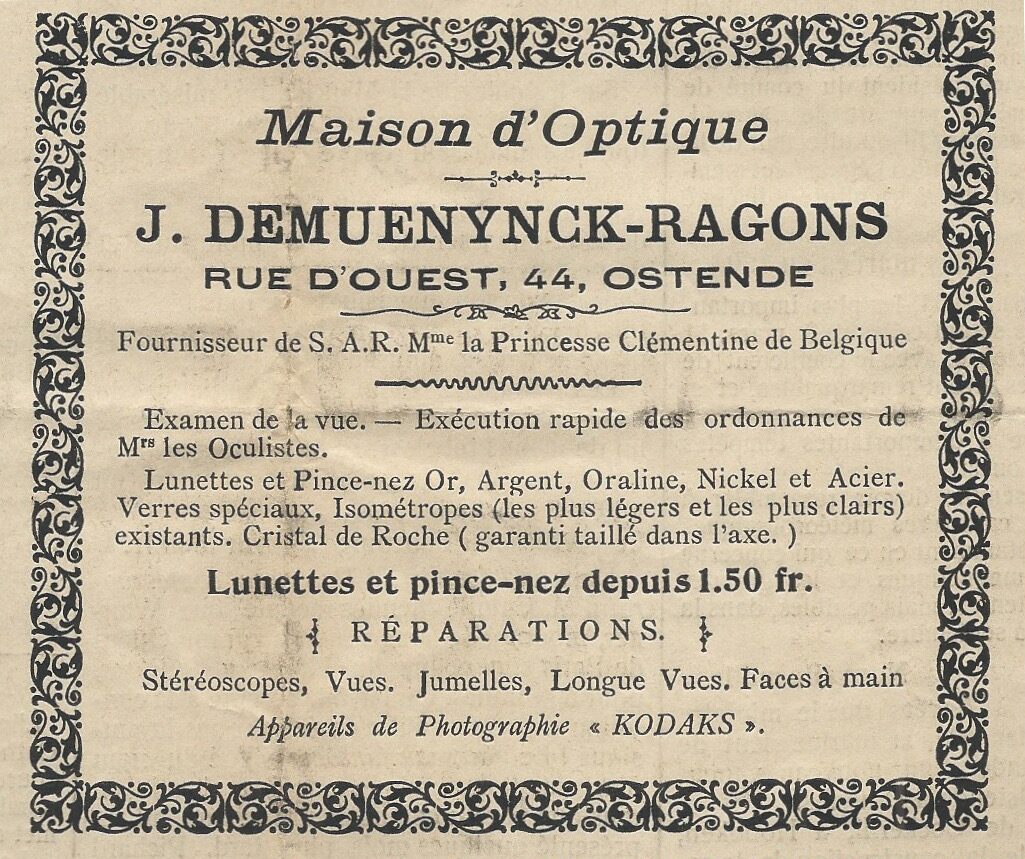 Maison d'Optique
J. DEMUENYNCK-RAGONS
RUE D'OUEST, 44, OSTENDE
Fournisseur de S. A.R. Mme la Princesse Clémentine de Belgique
Examen de la vue. — Exécution rapide des ordonnances de
Mrs les Oculistes.
Lunettes et Pince-nez Or, Argent, Oraline, Nickel et Acier.
Verres spéciaux, Isométropes (les plus légers et les plus clairs)
existants. Cristal de Roche ( garanti taillé dans l'axe. )
Lunettes et pince-nez depuis 1.50 fr.
RÉPARATIONS.
Stéréoscopes, Vues. Jumelles, Longue Vues. Faces à main
Appareils de Photographie « KODAKS ».